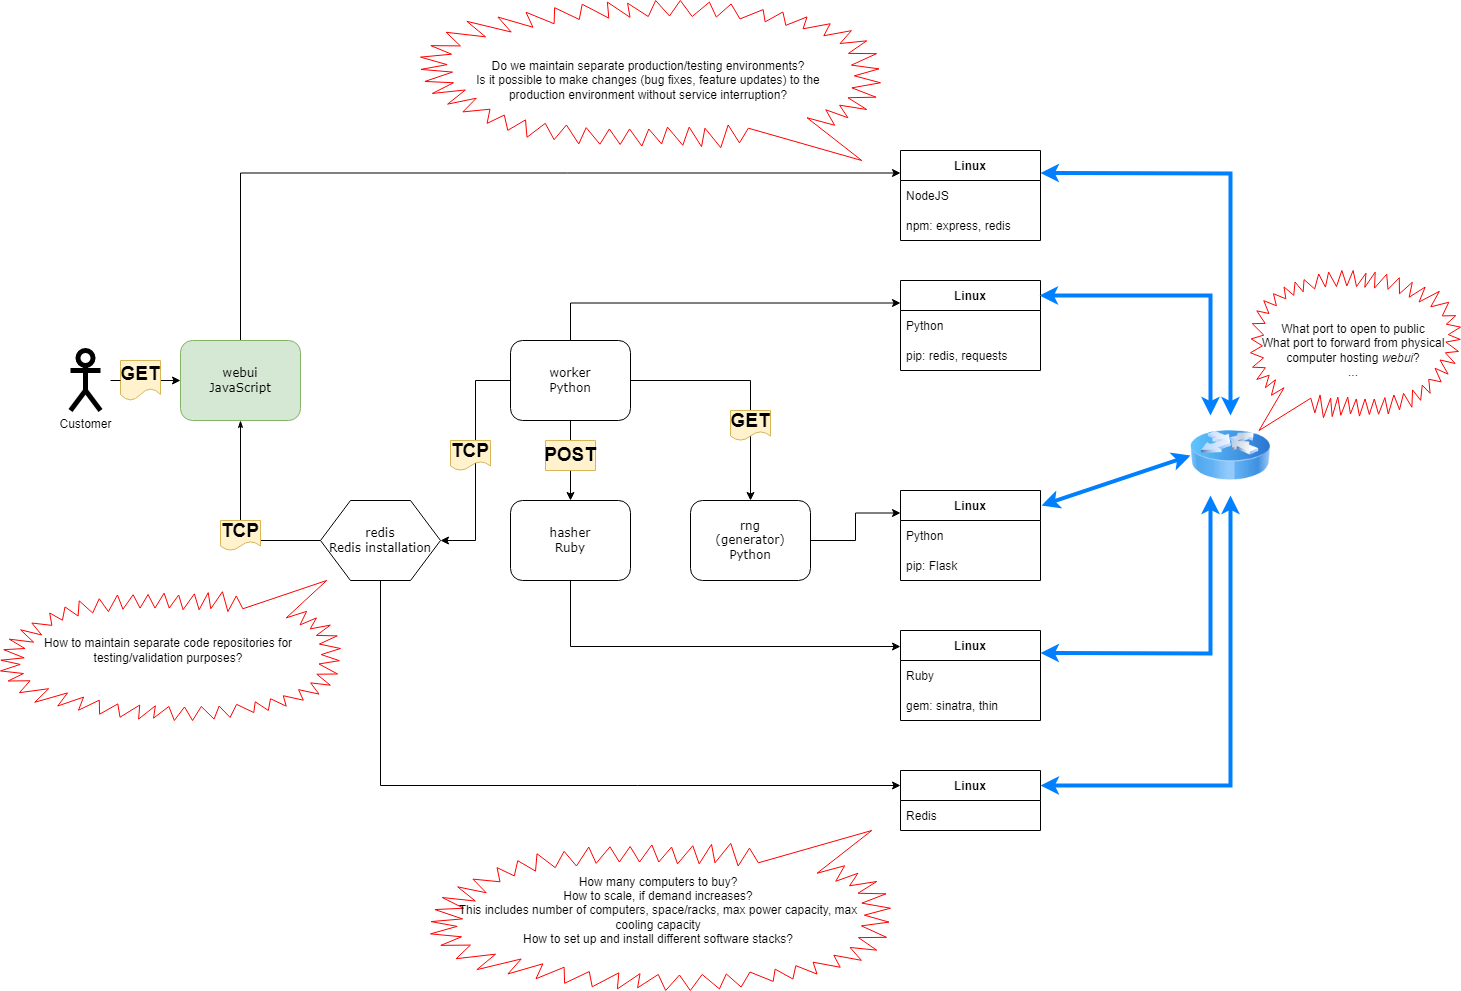 Do we maintain separate production/testing environments?
Is it possible to make changes (bug fixes, feature updates) to the
production environment without service interruption?
Linux
NodeJS
npm: express, redis
Linux
Python
pip: redis, requests
What port to open to public
What port to forward from physical
computer hosting webui?
...
Customer
GET
webui
JavaScript
worker
Python
TCP
POST
GET
TCP
redis
Redis installation
hasher
Ruby
rng
(generator)
Python
Linux
Python
pip: Flask
How to maintain separate code repositories for
testing/validation purposes?
Linux
Ruby
gem: sinatra, thin
Linux
Redis
How many computers to buy?
How to scale, if demand increases?
This includes number of computers, space/racks, max power capacity, max
cooling capacity
How to set up and install different software stacks?